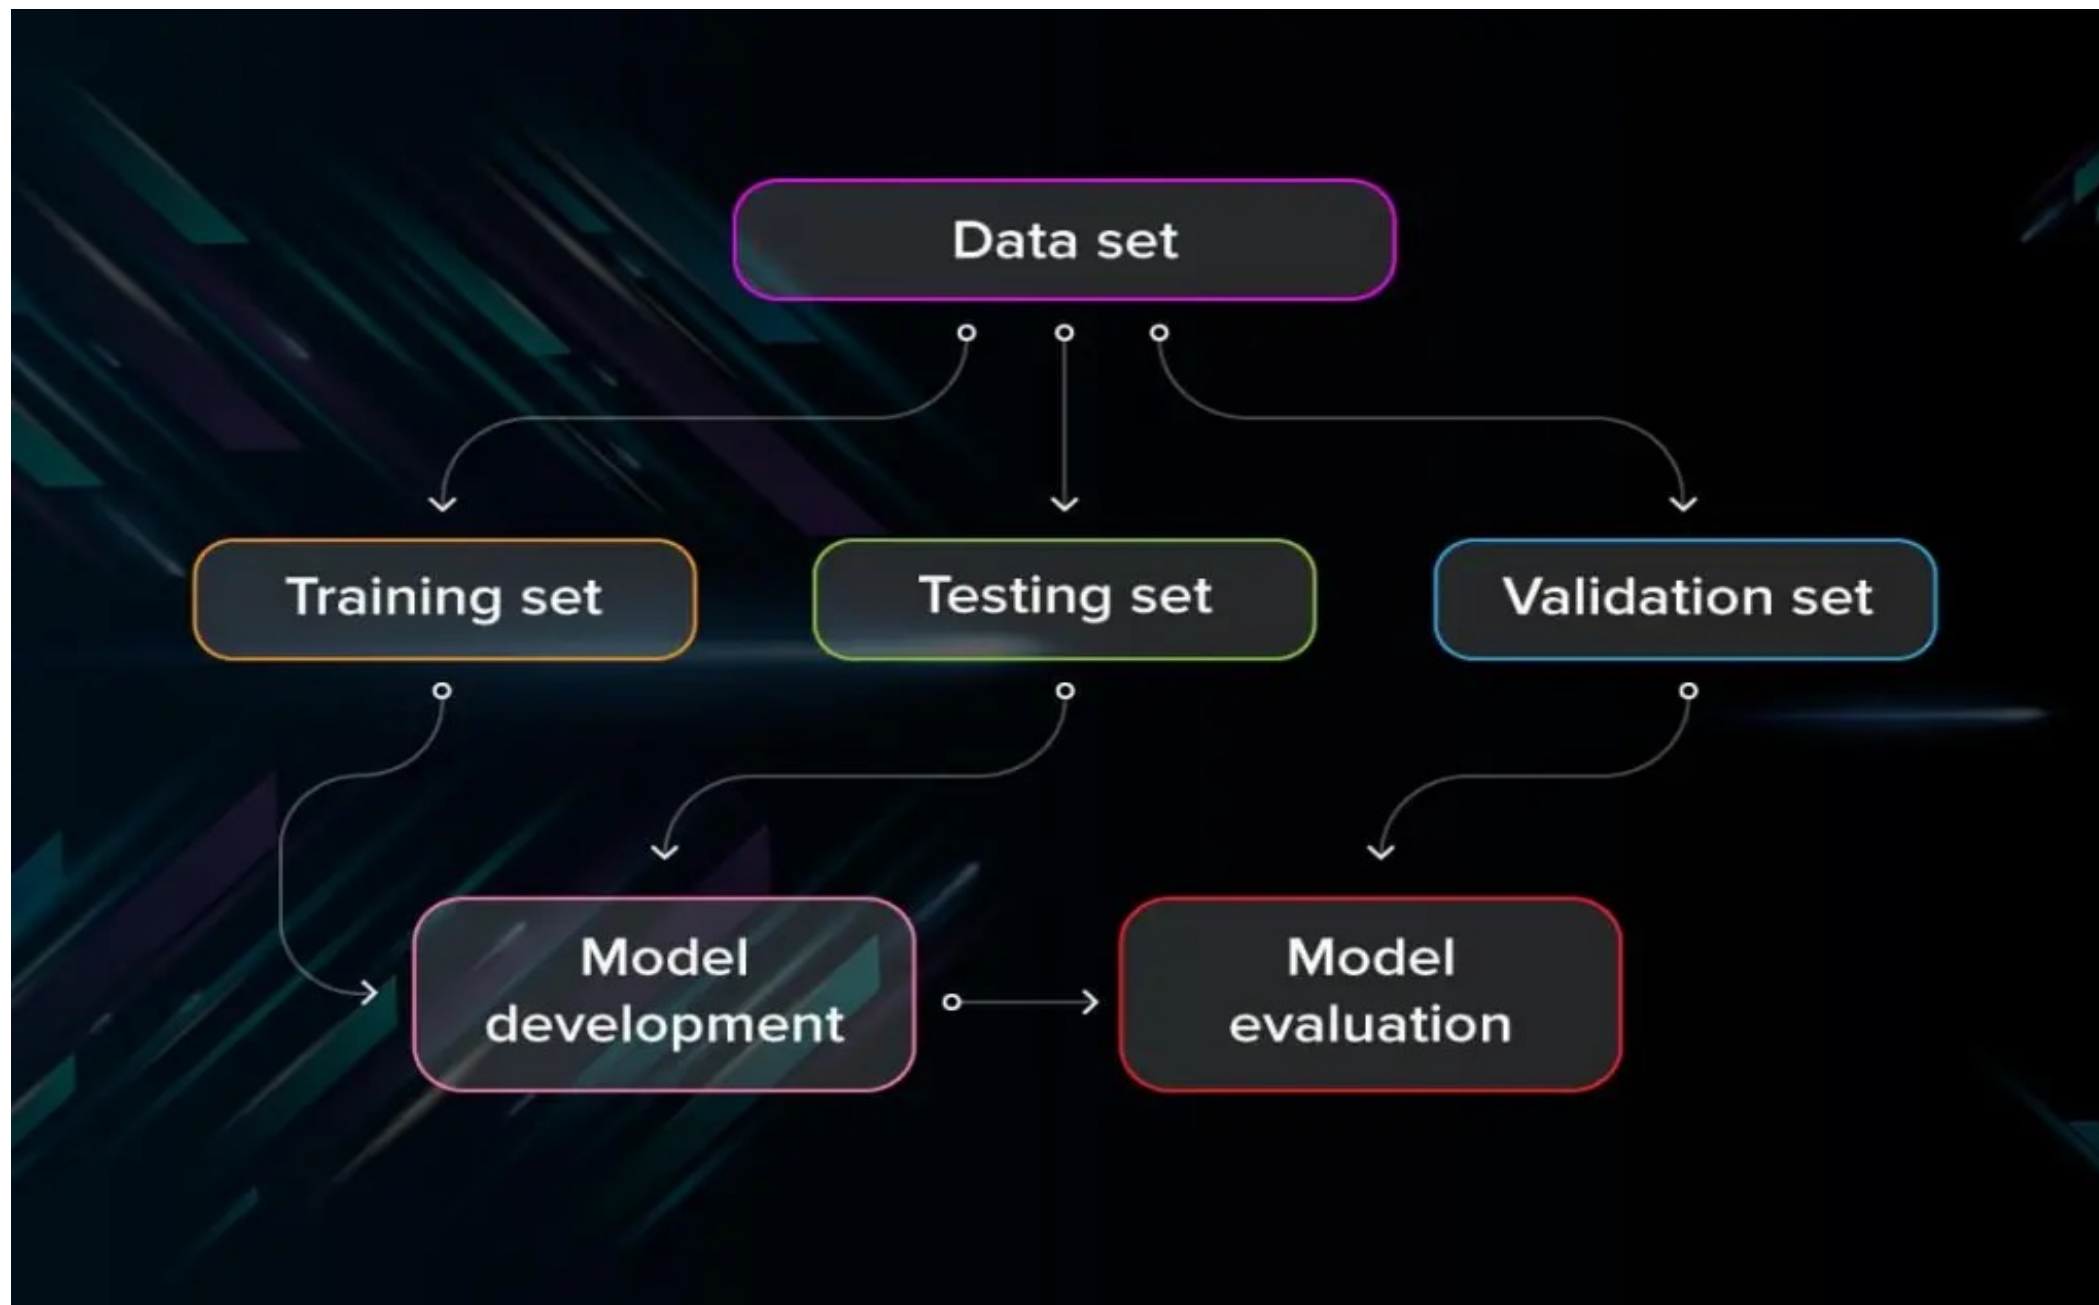 Data set
Training set
Testing set
Validation set
Model
development
Model
evaluation